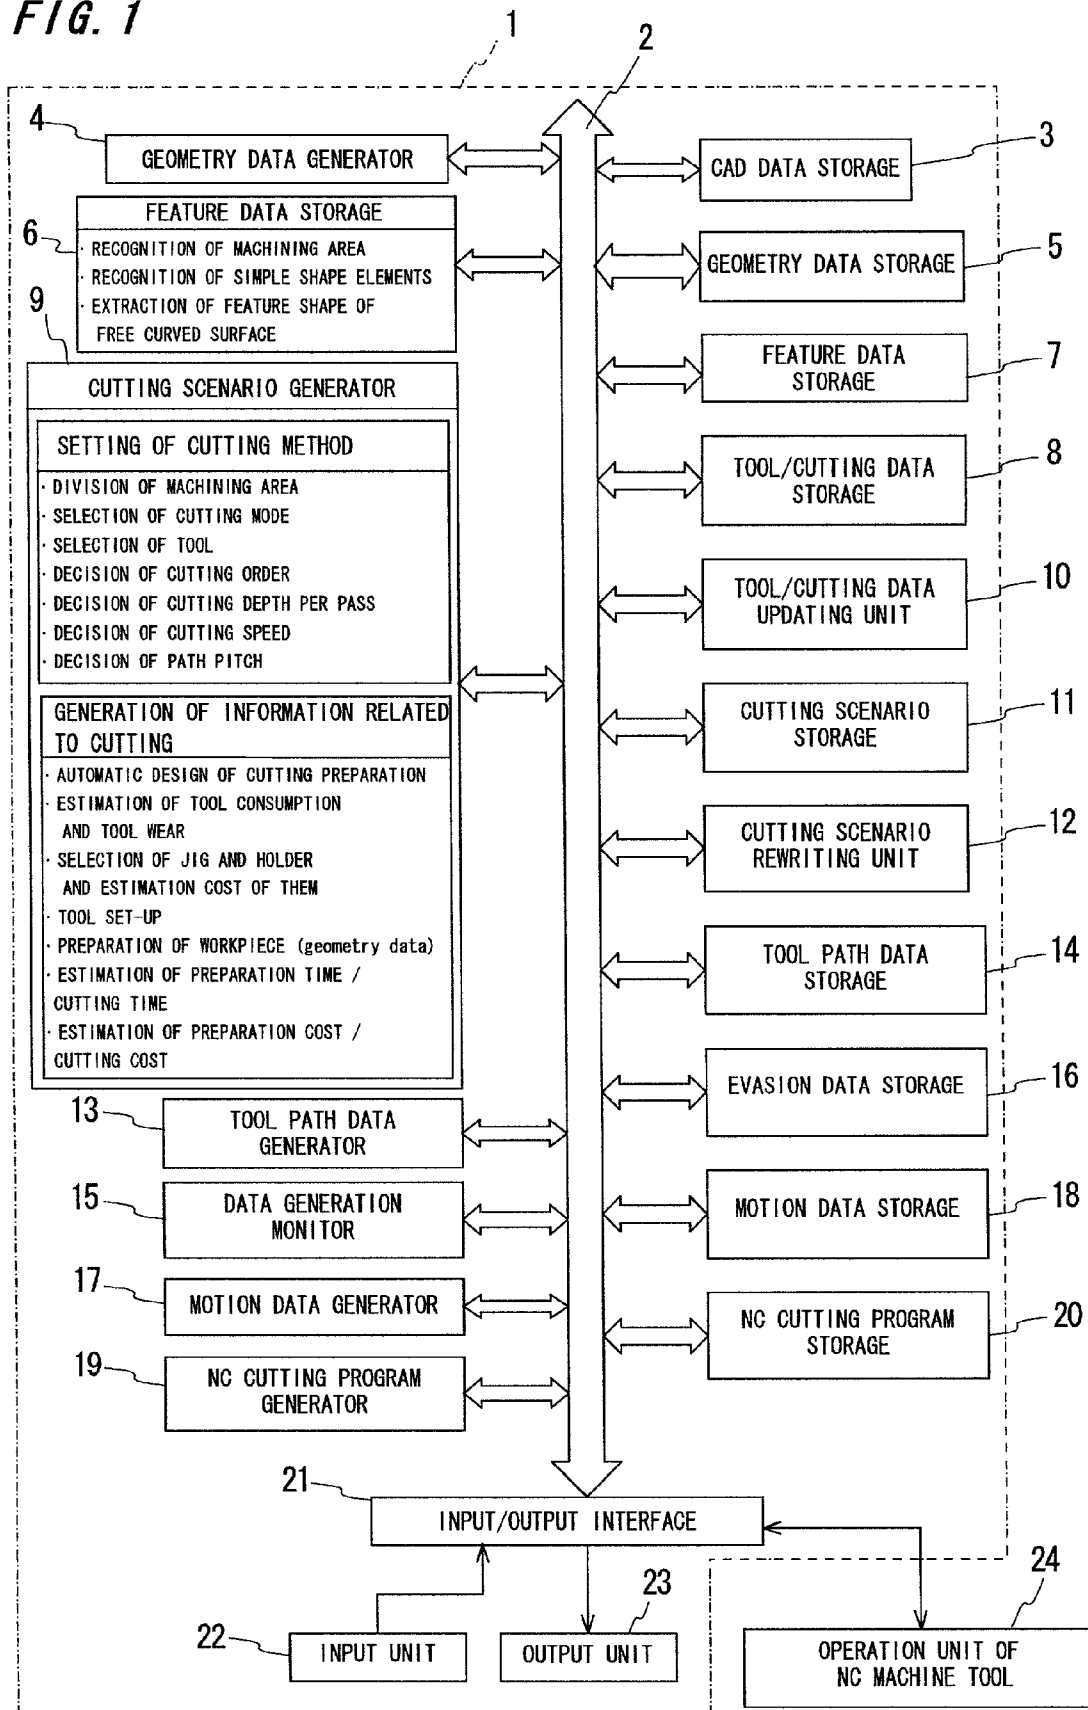 FIG. 1
1
2
4
GEOMETRY DATA GENERATOR
3
CAD DATA STORAGE
6
FEATURE DATA STORAGE
· RECOGNITION OF MACHINING AREA
· RECOGNITION OF SIMPLE SHAPE ELEMENTS
· EXTRACTION OF FEATURE SHAPE OF
FREE CURVED SURFACE
5
GEOMETRY DATA STORAGE
9
CUTTING SCENARIO GENERATOR
SETTING OF CUTTING METHOD
· DIVISION OF MACHINING AREA
· SELECTION OF CUTTING MODE
· SELECTION OF TOOL
· DECISION OF CUTTING ORDER
· DECISION OF CUTTING DEPTH PER PASS
· DECISION OF CUTTING SPEED
· DECISION OF PATH PITCH
GENERATION OF INFORMATION RELATED
TO CUTTING
· AUTOMATIC DESIGN OF CUTTING PREPARATION
· ESTIMATION OF TOOL CONSUMPTION
AND TOOL WEAR
· SELECTION OF JIG AND HOLDER
AND ESTIMATION COST OF THEM
· TOOL SET-UP
· PREPARATION OF WORKPIECE (geometry data)
· ESTIMATION OF PREPARATION TIME /
CUTTING TIME
· ESTIMATION OF PREPARATION COST /
CUTTING COST
7
FEATURE DATA
STORAGE
8
TOOL/CUTTING DATA
STORAGE
10
TOOL/CUTTING DATA
UPDATING UNIT
11
CUTTING SCENARIO
STORAGE
12
CUTTING SCENARIO
REWRITING UNIT
14
TOOL PATH DATA
STORAGE
16
EVASION DATA STORAGE
13
TOOL PATH DATA
GENERATOR
15
DATA GENERATION
MONITOR
18
MOTION DATA STORAGE
17
MOTION DATA GENERATOR
20
NC CUTTING PROGRAM
STORAGE
19
NC CUTTING PROGRAM
GENERATOR
21
INPUT/OUTPUT INTERFACE
22
INPUT UNIT
23
OUTPUT UNIT
24
OPERATION UNIT OF
NC MACHINE TOOL